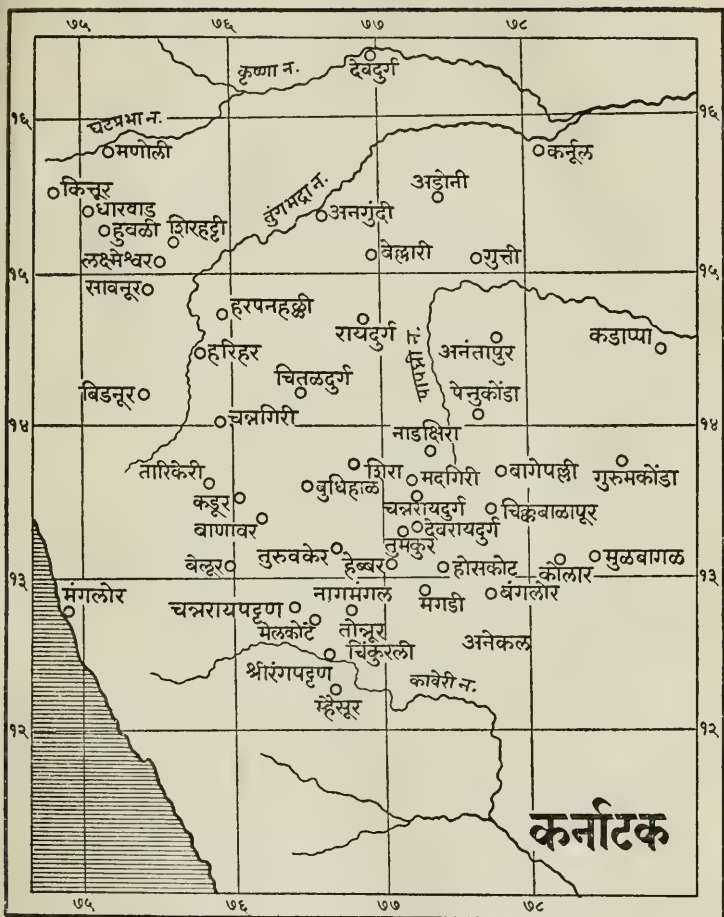 ७५ ७६ ७७ ७८
कृष्णा न.
देवदुर्ग
१६ १६
घटप्रभा न.
मणोली
कर्नूल
कित्तूर
अडोनी
धारवाड
तुंगभद्रा न.
अनगुंदी
हुबळी
शिरहट्टी
लक्ष्मेश्वर
बेल्लारी
गुत्ती
१५ १५
सावनूर
हरपनहळ्ळी
रायदुर्ग
पापघ्नी न.
अनंतापुर
कडाप्पा
हरिहर
चितळदुर्ग
बिडनूर
पेनुकोंडा
१४ १४
चन्नगिरी
नाडक्षिरा
तारिकेरी
शिरा
मदगिरी
बागेपल्ली
गुरुमकोंडा
कडूर
बुधिहाळ
चन्नरायदुर्ग
चिक्कबाळापूर
बाणावर
देवरायदुर्ग
तुमकुर
तुरुवकेर
बेलूर
हेब्बर
होसकोट
कोलार
मुळबागळ
१३ १३
मंगलोर
चन्नरायपट्टण
नागमंगल
मगडी
बंगलोर
मेलकोटे
तोन्नूर
अनेकल
चिंकुरली
श्रीरंगपट्टण
कावेरी न.
म्हैसूर
१२ १२
कर्नाटक
७५ ७६ ७७ ७८